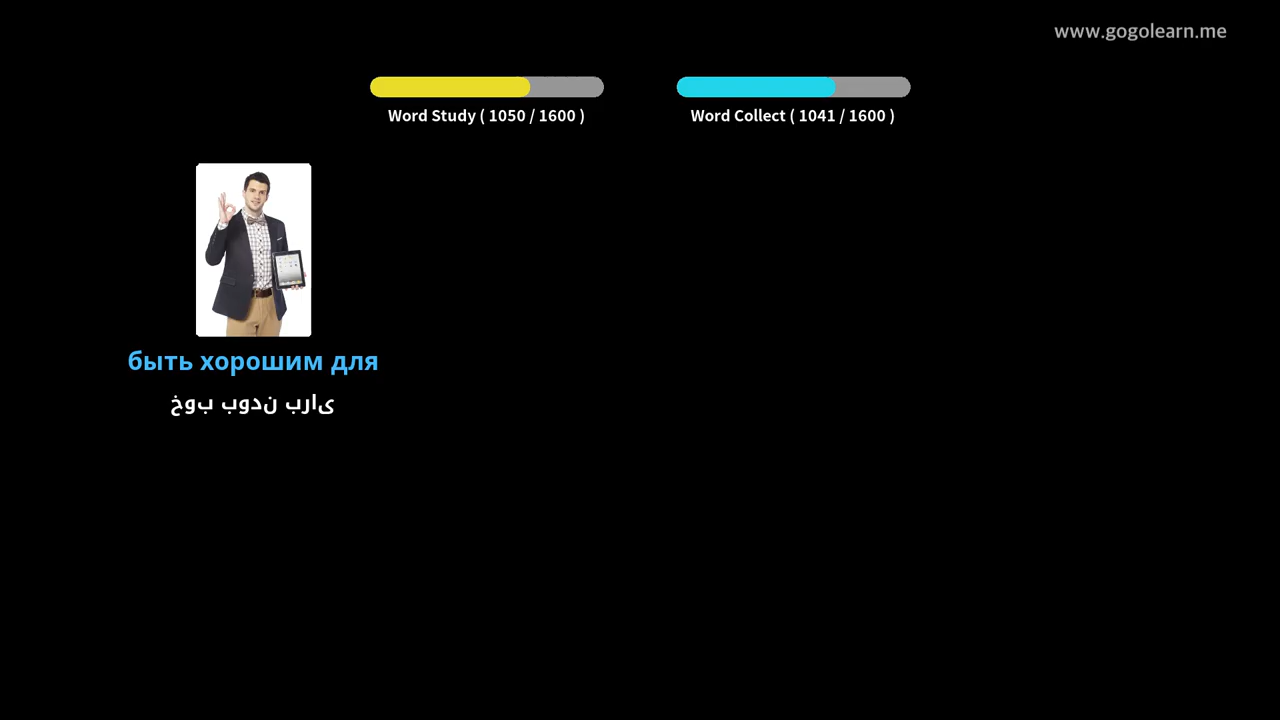 www.gogolearn.me
Word Study ( 1050 / 1600 )
Word Collect ( 1041 / 1600 )
быть хорошим для
خوب بودن برای